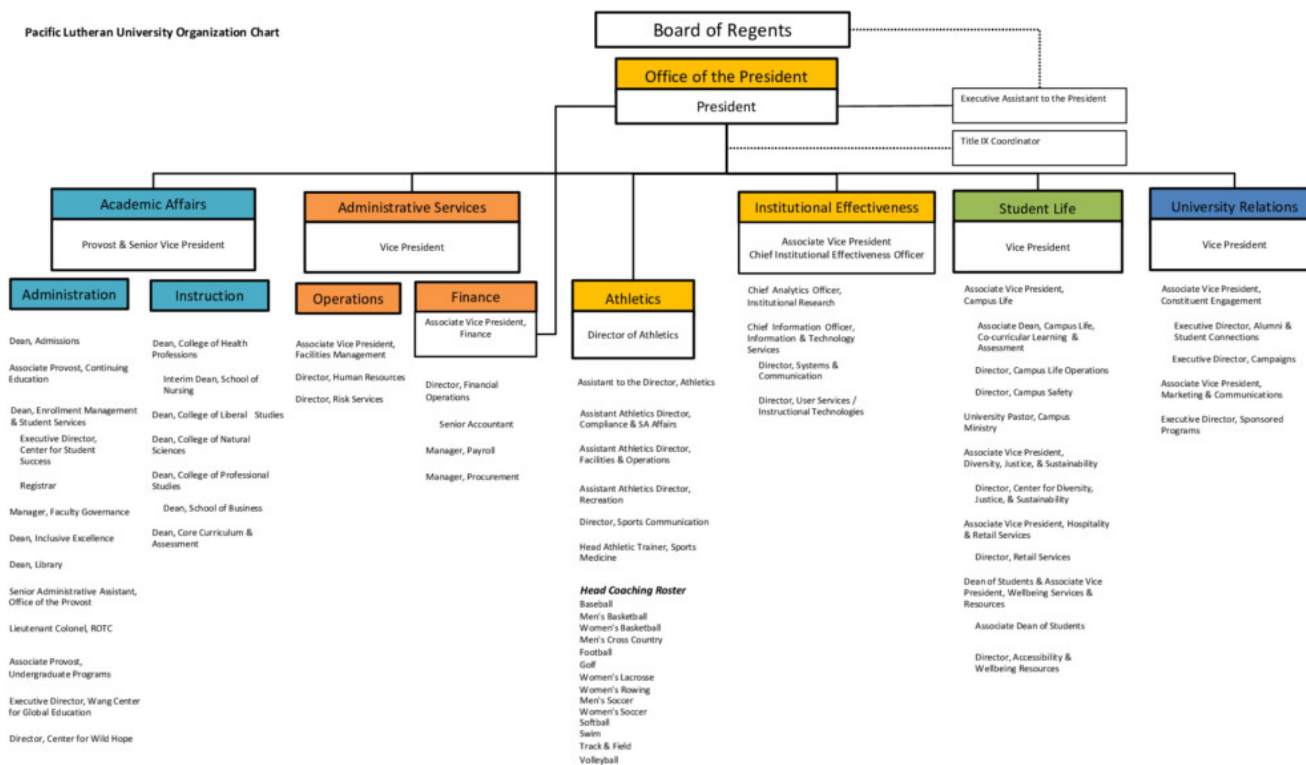 Pacific Lutheran University Organization Chart
Board of Regents
Office of the President
President
Executive Assistant to the President
Title IX Coordinator
Academic Affairs
Provost & Senior Vice President
Administrative Services
Vice President
Institutional Effectiveness
Associate Vice President
Chief Institutional Effectiveness Officer
Student Life
Vice President
University Relations
Vice President
Administration
Dean, Admissions
Associate Provost, Continuing
Education
Dean, Enrollment Management
& Student Services
Executive Director,
Center for Student
Success
Registrar
Manager, Faculty Governance
Dean, Inclusive Excellence
Dean, Library
Senior Administrative Assistant,
Office of the Provost
Lieutenant Colonel, ROTC
Associate Provost,
Undergraduate Programs
Executive Director, Wang Center
for Global Education
Director, Center for Wild Hope
Instruction
Dean, College of Health
Professions
Interim Dean, School of
Nursing
Dean, College of Liberal Studies
Dean, College of Natural
Sciences
Dean, College of Professional
Studies
Dean, School of Business
Dean, Core Curriculum &
Assessment
Operations
Associate Vice President,
Facilities Management
Director, Human Resources
Director, Risk Services
Finance
Associate Vice President,
Finance
Director, Financial
Operations
Senior Accountant
Manager, Payroll
Manager, Procurement
Athletics
Director of Athletics
Assistant to the Director, Athletics
Assistant Athletics Director,
Compliance & SA Affairs
Assistant Athletics Director,
Facilities & Operations
Assistant Athletics Director,
Recreation
Director, Sports Communication
Head Athletic Trainer, Sports
Medicine
Head Coaching Roster
Baseball
Men's Basketball
Women's Basketball
Men's Cross Country
Football
Golf
Women's Lacrosse
Women's Rowing
Men's Soccer
Women's Soccer
Softball
Swim
Track & Field
Volleyball
Chief Analytics Officer,
Institutional Research
Chief Information Officer,
Information & Technology
Services
Director, Systems &
Communication
Director, User Services /
Instructional Technologies
Associate Vice President,
Campus Life
Associate Dean, Campus Life,
Co-curricular Learning &
Assessment
Director, Campus Life Operations
Director, Campus Safety
University Pastor, Campus
Ministry
Associate Vice President,
Diversity, Justice, & Sustainability
Director, Center for Diversity,
Justice, & Sustainability
Associate Vice President, Hospitality
& Retail Services
Director, Retail Services
Dean of Students & Associate Vice
President, Wellbeing Services &
Resources
Associate Dean of Students
Director, Accessibility &
Wellbeing Resources
Associate Vice President,
Constituent Engagement
Executive Director, Alumni &
Student Connections
Executive Director, Campaigns
Associate Vice President,
Marketing & Communications
Executive Director, Sponsored
Programs